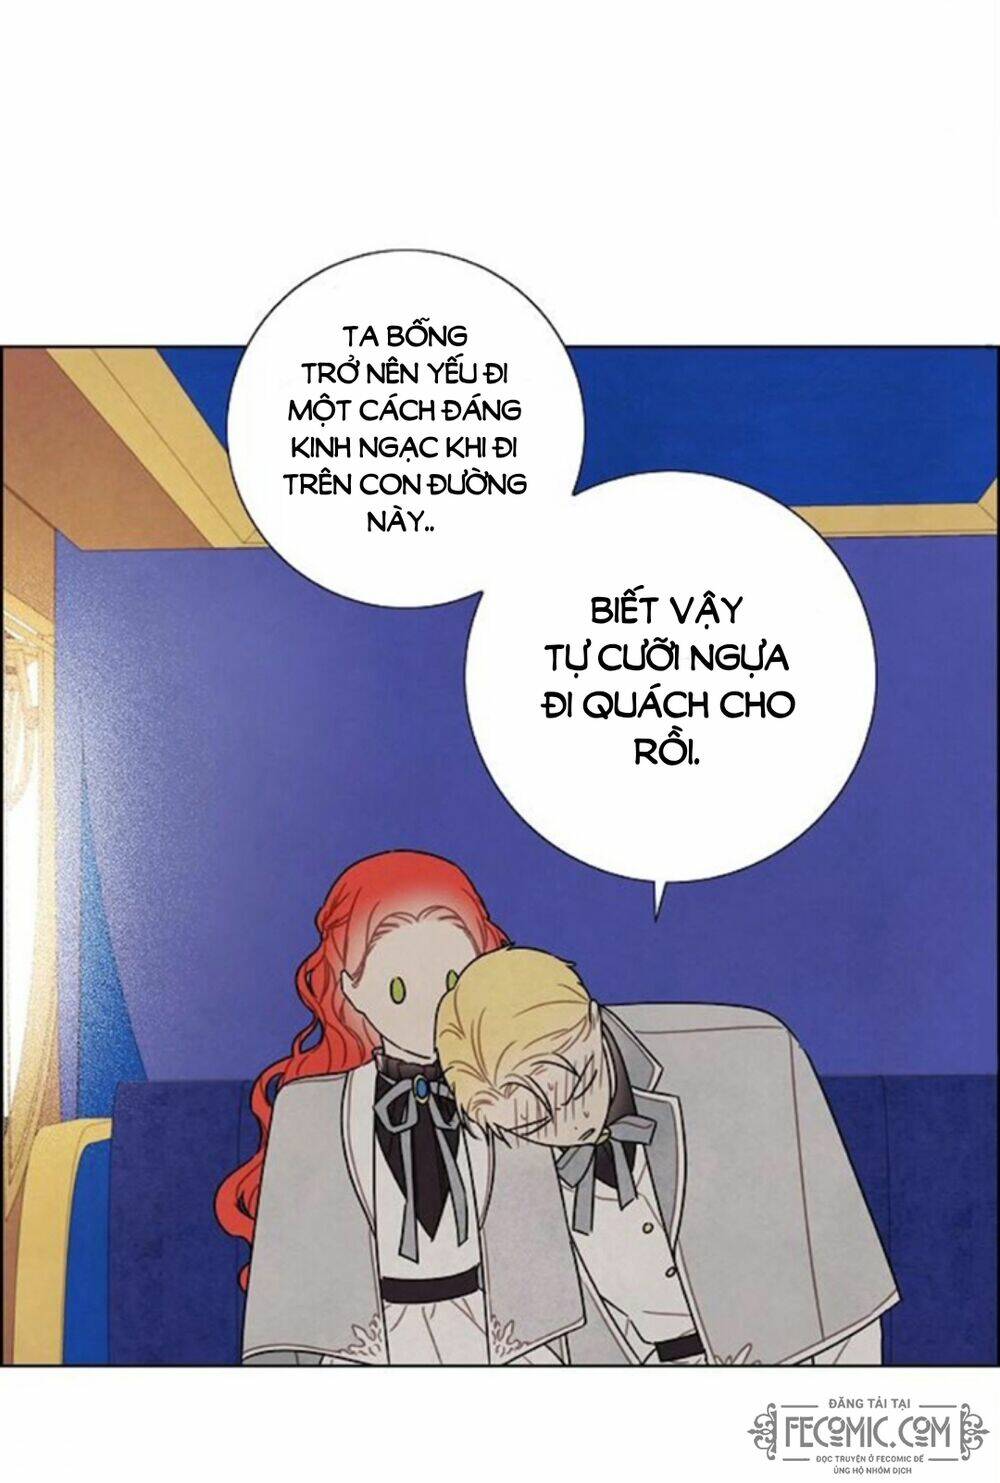 TA BỖNG
TRỞ NÊN YẾU ĐI
MỘT CÁCH ĐÁNG
KINH NGẠC KHI ĐI
TRÊN CON ĐƯỜNG
NÀY..
BIẾT VẬY
TỰ CƯỠI NGỰA
ĐI QUÁCH CHO
RỒI.
ĐĂNG TẢI TẠI
FECOMIC.COM
ĐỌC TRUYỆN Ở FECOMIC ĐỂ
ỦNG HỘ NHÓM DỊCH